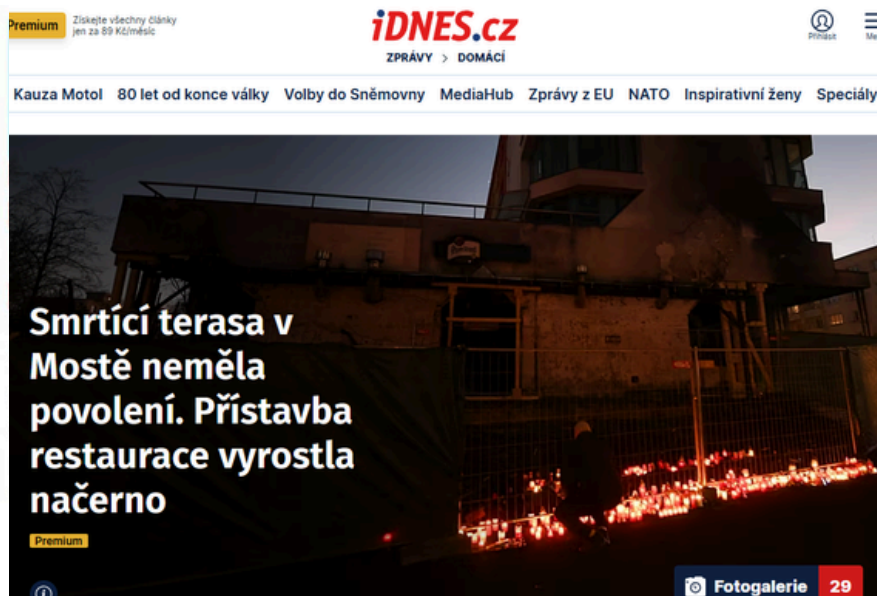 Premium
Získejte všechny články
jen za 89 Kč/měsíc
iDNES.cz
ZPRÁVY > DOMÁCÍ
Přihlásit
Kauza Motol 80 let od konce války Volby do Sněmovny MediaHub Zprávy z EU NATO Inspirativní ženy Speciály
Smrtící terasa v
Mostě neměla
povolení. Přístavba
restaurace vyrostla
načerno
Premium
Fotogalerie 29